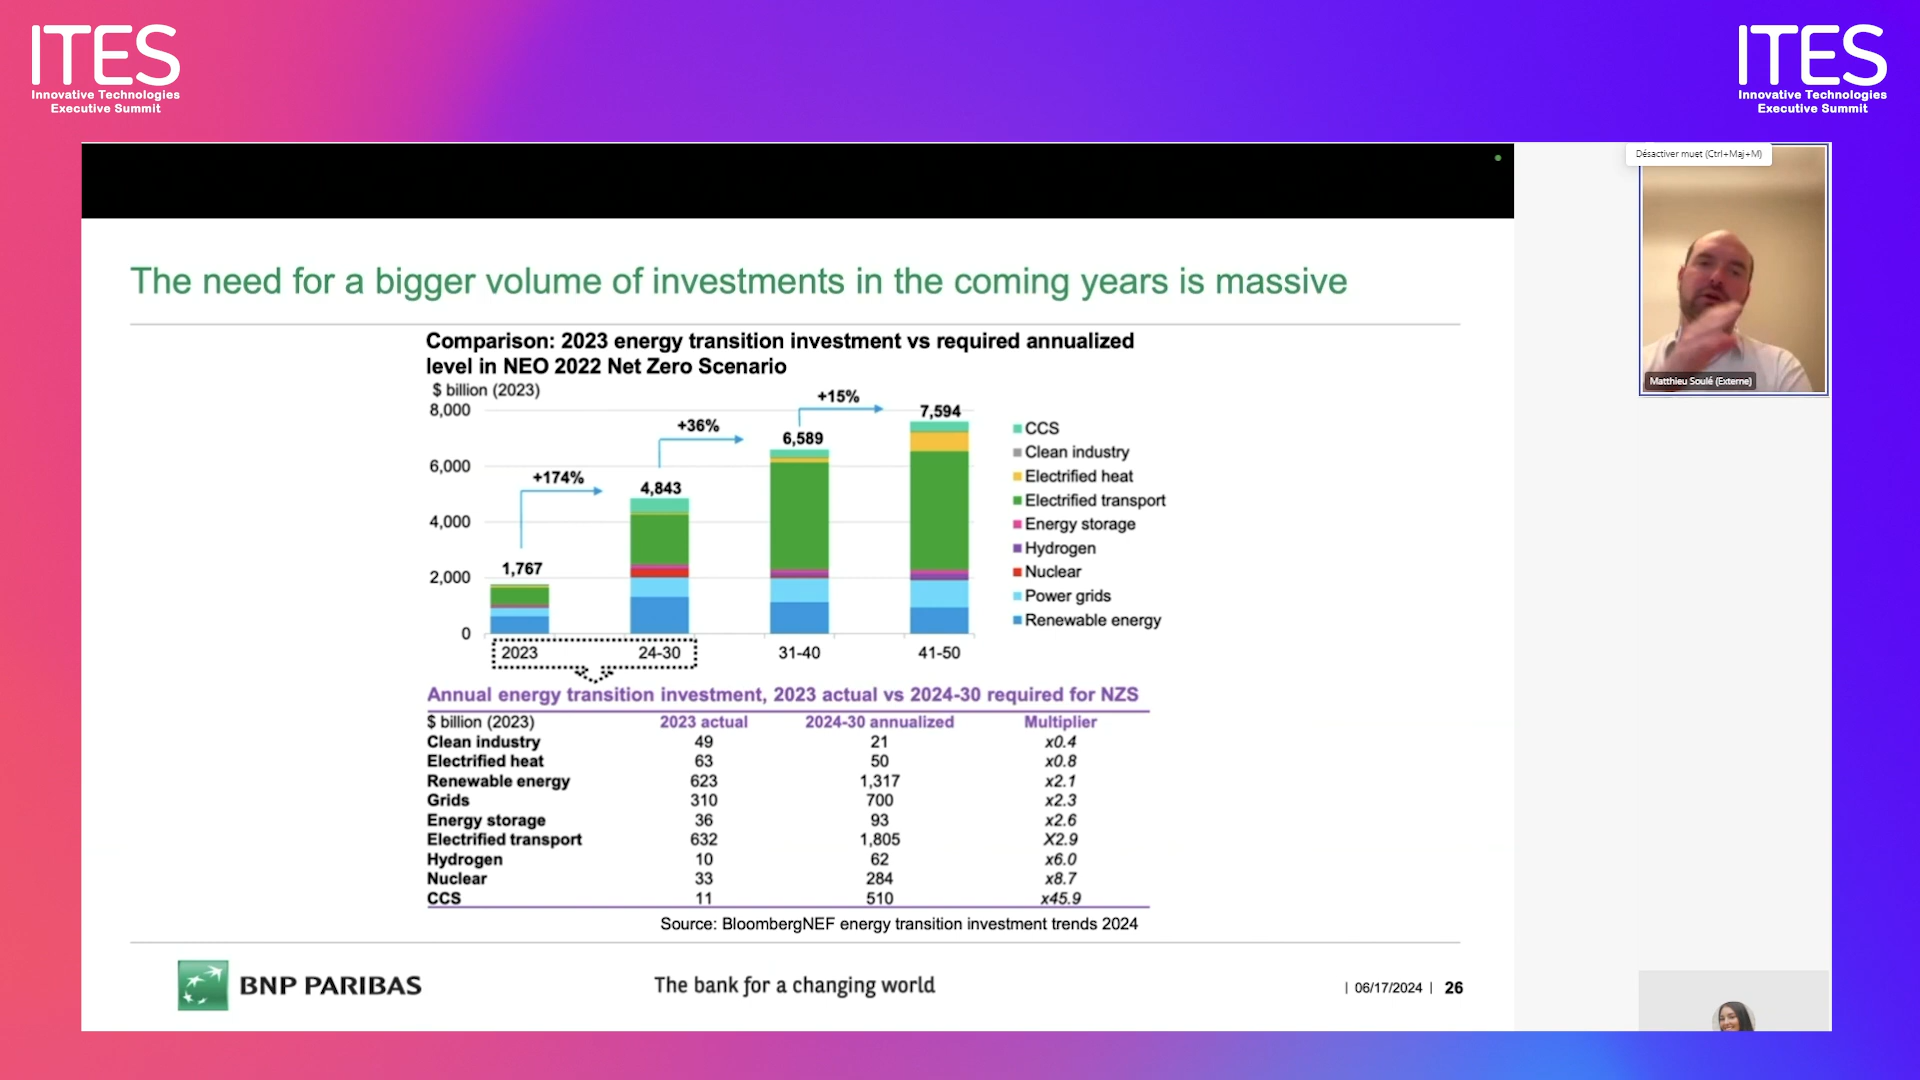 ITES
Innovative Technologies
Executive Summit
ITES
Innovative Technologies
Executive Summit
Désactiver muet (Ctrl+Maj+M)
Matthieu Soulé (Externe)
The need for a bigger volume of investments in the coming years is massive
Comparison: 2023 energy transition investment vs required annualized
level in NEO 2022 Net Zero Scenario
$ billion (2023)
8,000
6,000
4,000
2,000
0
1,767
+174%
4,843
+36%
6,589
+15%
7,594
2023
24-30
31-40
41-50
CCS
Clean industry
Electrified heat
Electrified transport
Energy storage
Hydrogen
Nuclear
Power grids
Renewable energy
Annual energy transition investment, 2023 actual vs 2024-30 required for NZS
$ billion (2023) 2023 actual 2024-30 annualized Multiplier
Clean industry 49 21 x0.4
Electrified heat 63 50 x0.8
Renewable energy 623 1,317 x2.1
Grids 310 700 x2.3
Energy storage 36 93 x2.6
Electrified transport 632 1,805 X2.9
Hydrogen 10 62 x6.0
Nuclear 33 284 x8.7
CCS 11 510 x45.9
Source: BloombergNEF energy transition investment trends 2024
BNP PARIBAS
The bank for a changing world
| 06/17/2024 | 26